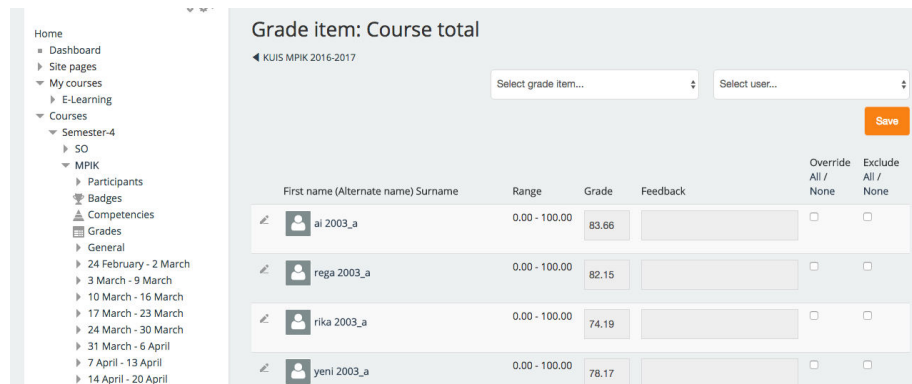 Home
Dashboard
Site pages
My courses
E-Learning
Courses
Semester-4
SO
MPIK
Participants
Badges
Competencies
Grades
General
24 February - 2 March
3 March - 9 March
10 March - 16 March
17 March - 23 March
24 March - 30 March
31 March - 6 April
7 April - 13 April
14 April - 20 April
Grade item: Course total
KUIS MPIK 2016-2017
Select grade item... Select user...
Save
Override Exclude
All / All /
First name (Alternate name) Surname Range Grade Feedback None None
ai 2003_a 0.00 - 100.00 83.66
rega 2003_a 0.00 - 100.00 82.15
rika 2003_a 0.00 - 100.00 74.19
yeni 2003_a 0.00 - 100.00 78.17